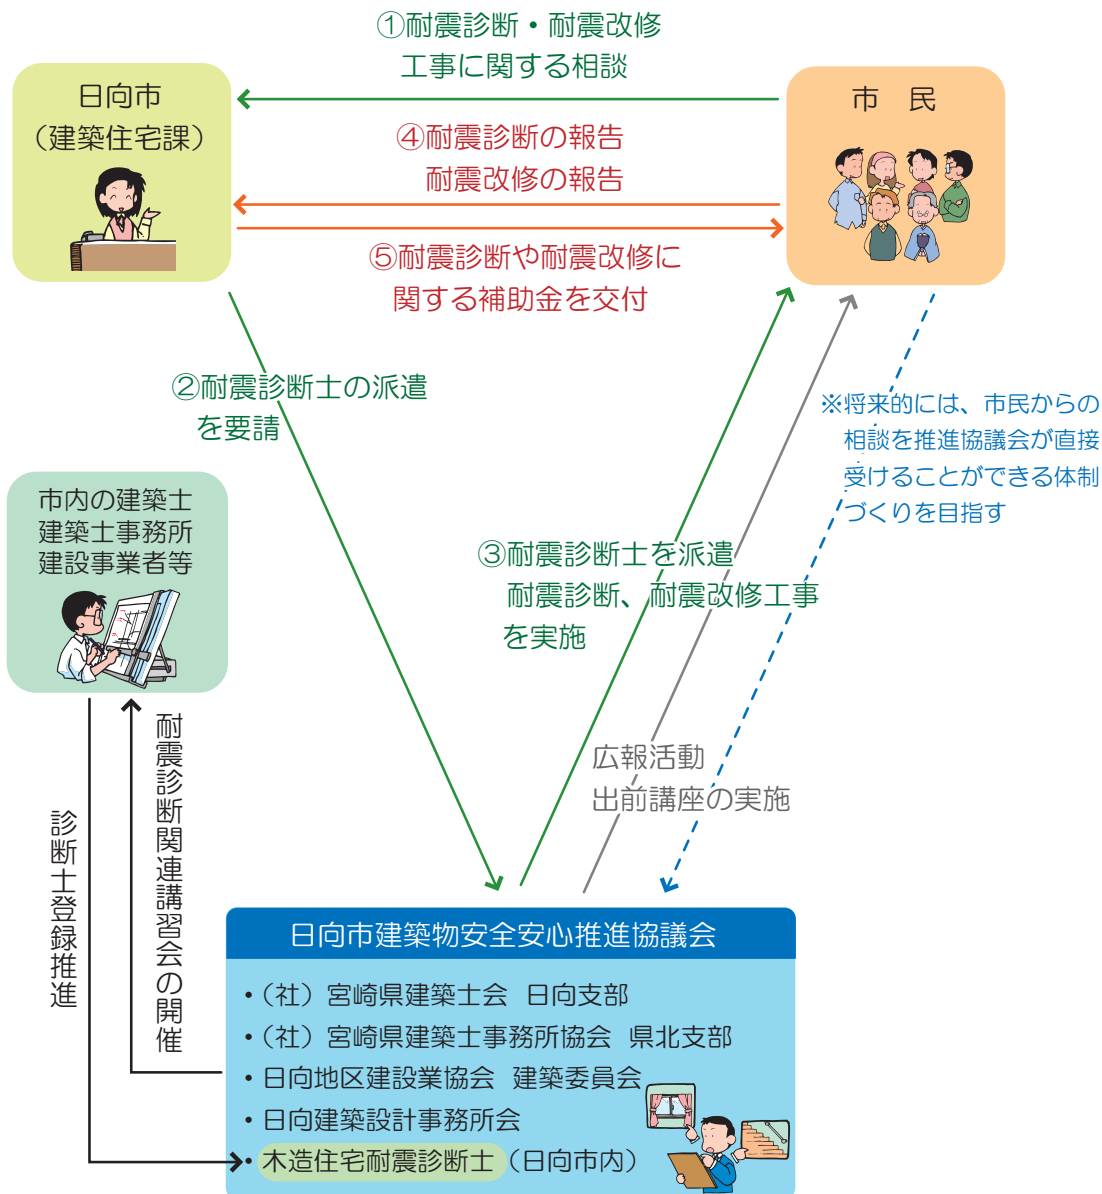 ①耐震診断・耐震改修
工事に関する相談
日向市
（建築住宅課）
市　民
④耐震診断の報告
耐震改修の報告
⑤耐震診断や耐震改修に
関する補助金を交付
②耐震診断士の派遣
を要請
※将来的には、市民からの
相談を推進協議会が直接
受けることができる体制
づくりを目指す
市内の建築士
建築士事務所
建設事業者等
③耐震診断士を派遣
耐震診断、耐震改修工事
を実施
広報活動
出前講座の実施
耐震診断関連講習会の開催
診断士登録推進
日向市建築物安全安心推進協議会
・（社）宮崎県建築士会　日向支部
・（社）宮崎県建築士事務所協会　県北支部
・日向地区建設業協会　建築委員会
・日向建築設計事務所会
・木造住宅耐震診断士（日向市内）